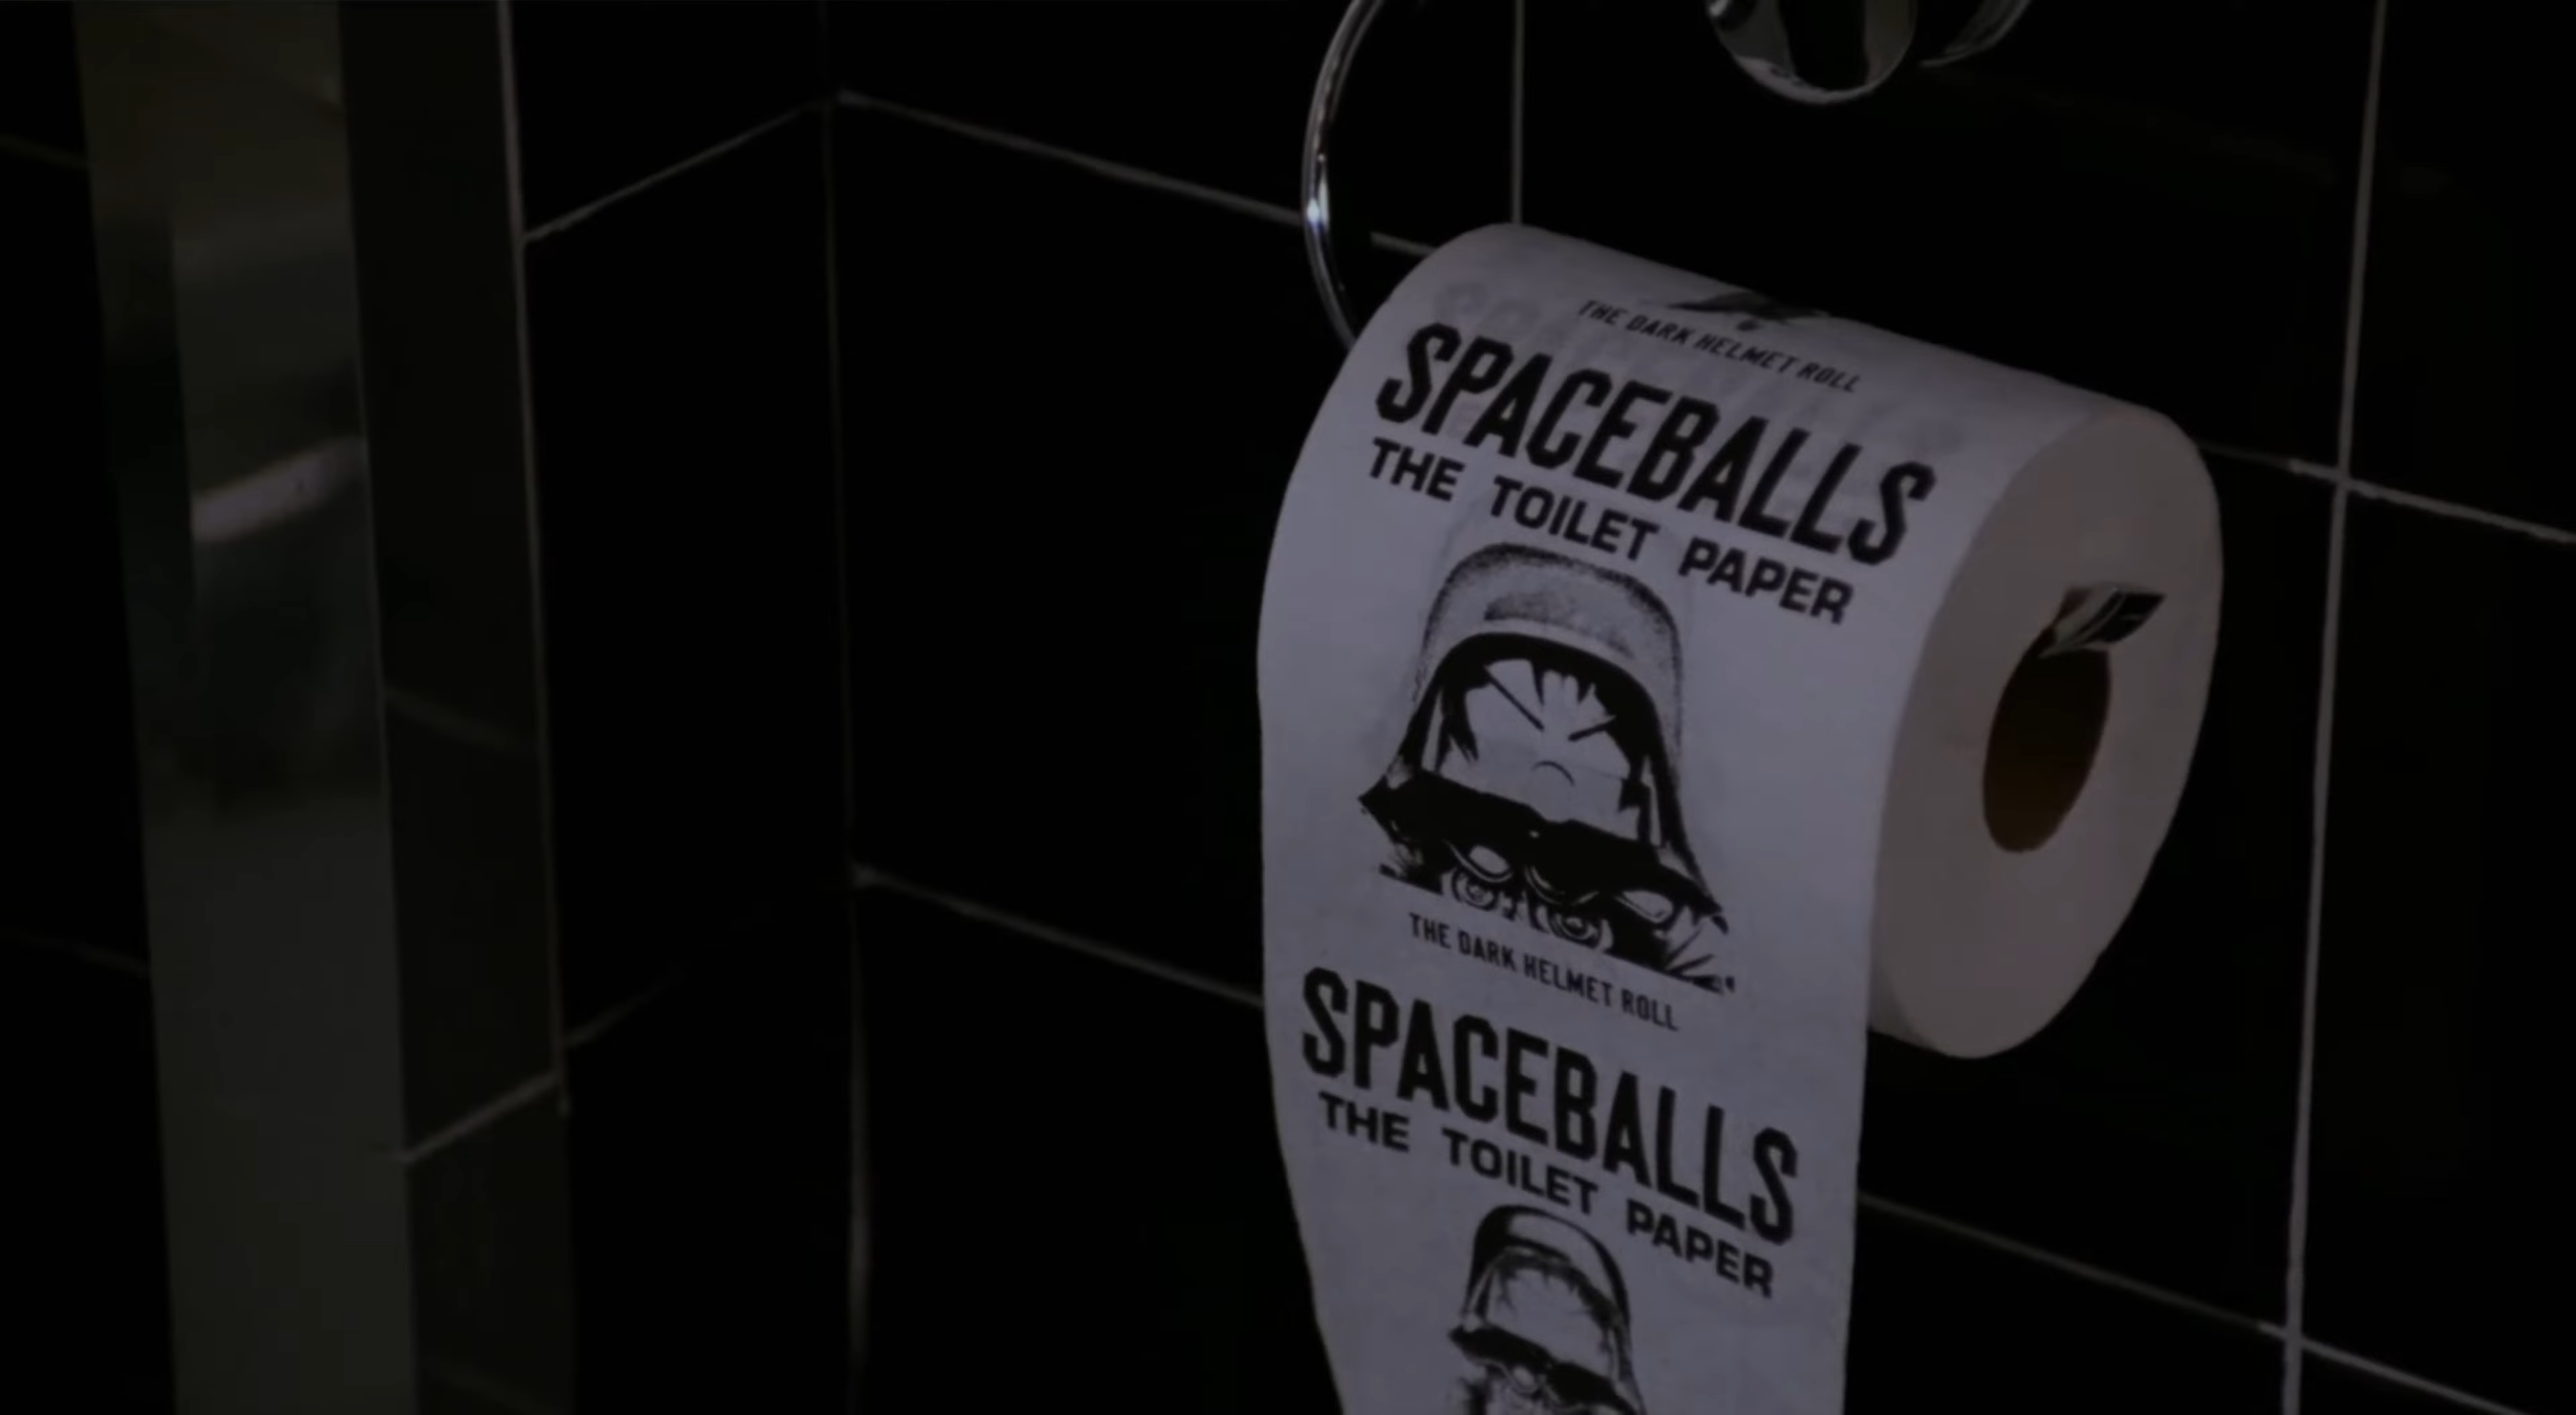 THE DARK HELMET ROLL
SPACEBALLS
THE TOILET PAPER
THE DARK HELMET ROLL
SPACEBALLS
THE TOILET PAPER